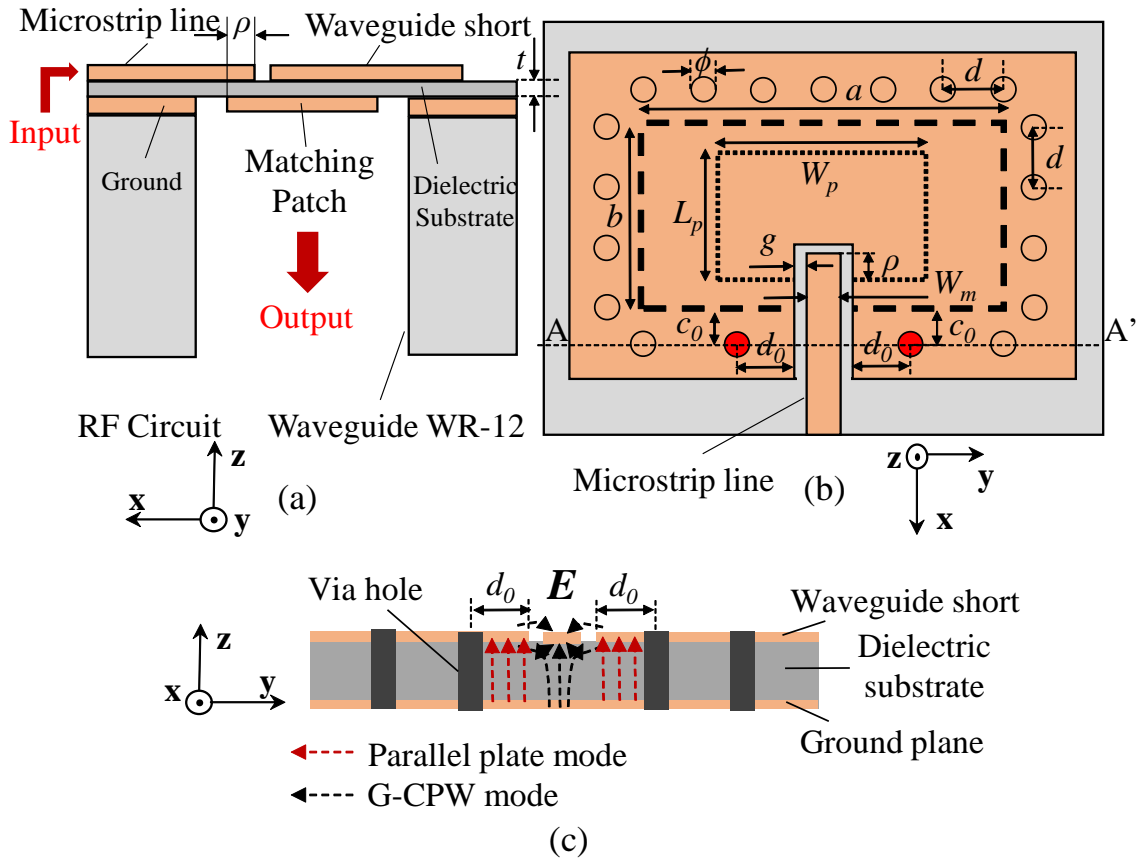 Microstrip line
ρ
Waveguide short
t
Input
Ground
Matching
Patch
Dielectric
Substrate
Output
RF Circuit
Waveguide WR-12
z
x
y
(a)
ϕ
d
a
d
W_p
b
L_p
g
ρ
W_m
c_0
c_0
A
A’
d_0
d_0
Microstrip line
(b)
z
y
x
Via hole
d_0
E
d_0
Waveguide short
Dielectric
substrate
Ground plane
z
x
y
Parallel plate mode
G-CPW mode
(c)